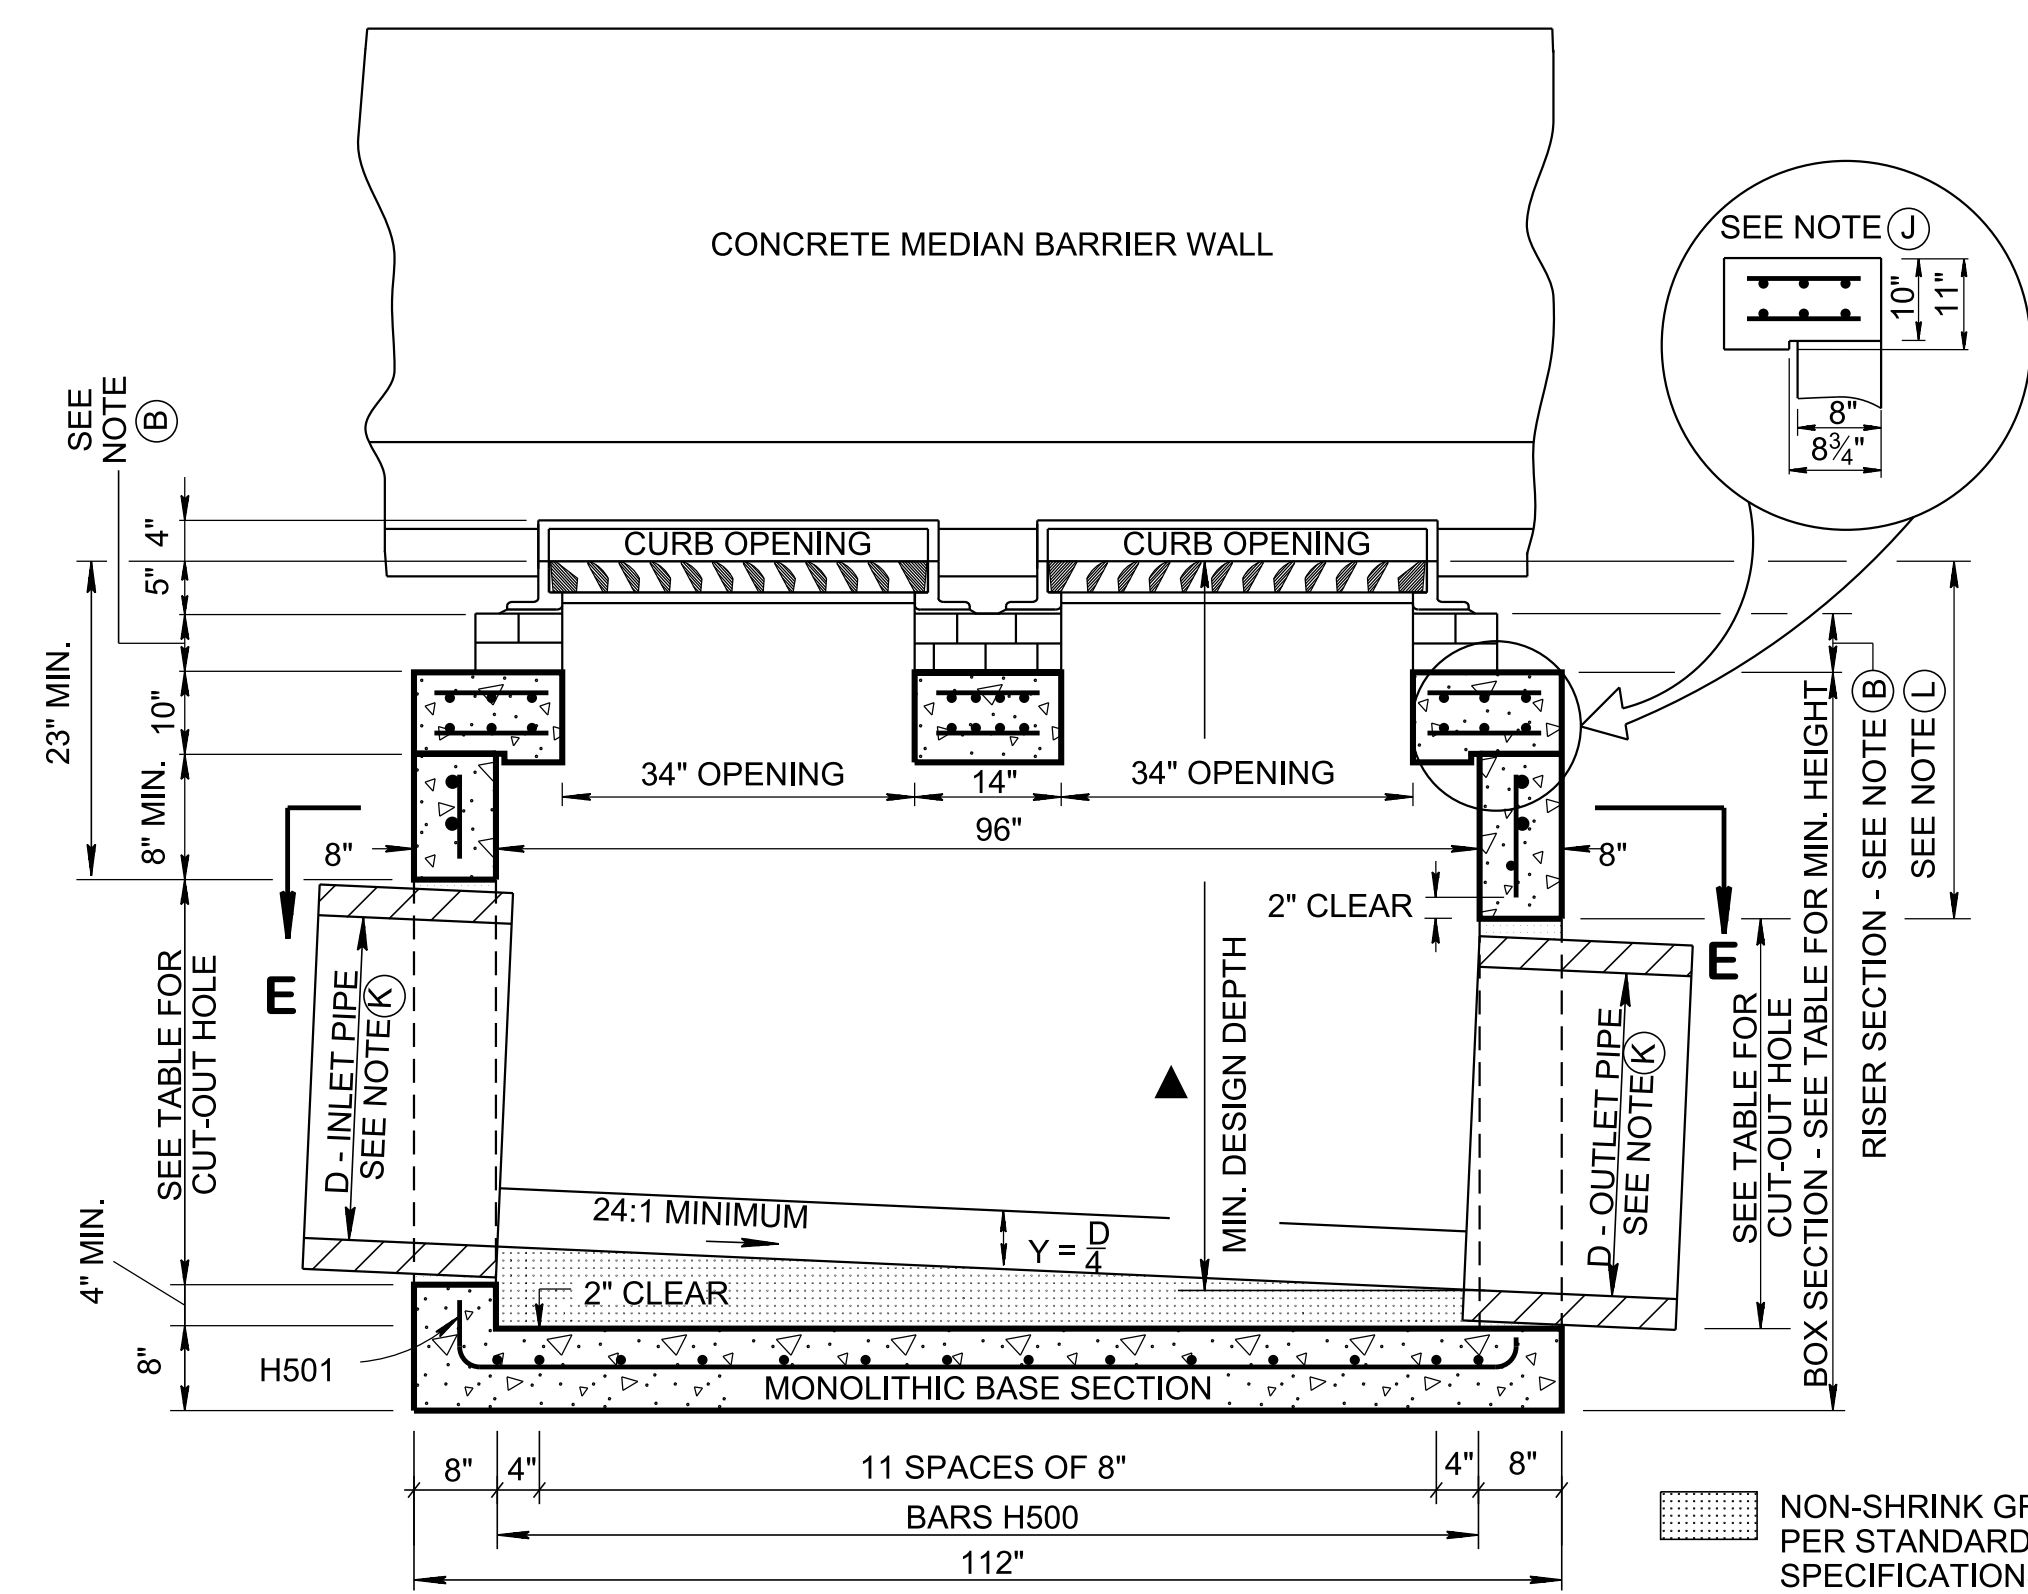 CONCRETE MEDIAN BARRIER WALL
SEE NOTE J
10"
11"
8"
8 3/4"
SEE
NOTE B
4"
5"
CURB OPENING
CURB OPENING
23" MIN.
10"
8" MIN.
34" OPENING
14"
34" OPENING
96"
8"
8"
2" CLEAR
E
E
SEE TABLE FOR
CUT-OUT HOLE
D - INLET PIPE
SEE NOTE K
MIN. DESIGN DEPTH
D - OUTLET PIPE
SEE NOTE K
SEE TABLE FOR
CUT-OUT HOLE
BOX SECTION - SEE TABLE FOR MIN. HEIGHT
RISER SECTION - SEE NOTE B
SEE NOTE L
24:1 MINIMUM
Y = D/4
4" MIN.
2" CLEAR
8"
H501
MONOLITHIC BASE SECTION
8"
4"
11 SPACES OF 8"
4"
8"
BARS H500
112"
NON-SHRINK
PER STANDARD
SPECIFICATION